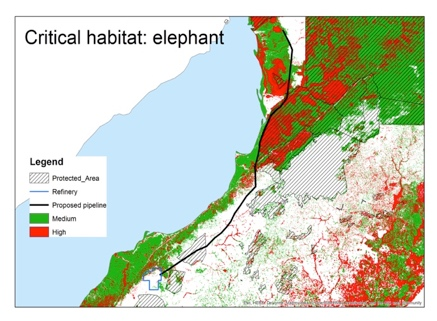 Critical habitat: elephant
Legend
Protected_Area
Refinery
Proposed pipeline
Medium
High